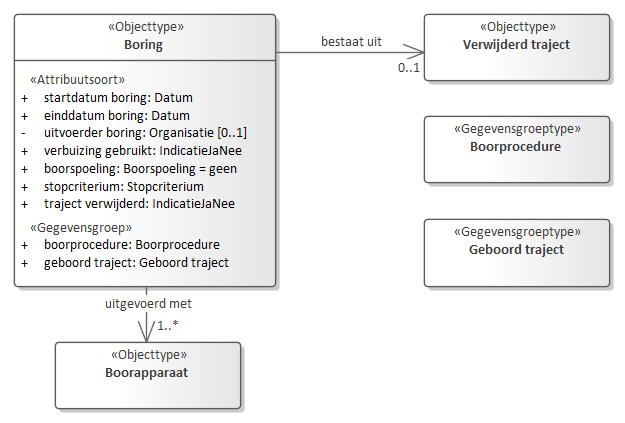 «Objecttype»
Boring
«Attribuutsoort»
+ startdatum boring: Datum
+ einddatum boring: Datum
- uitvoerder boring: Organisatie [0..1]
+ verbuizing gebruikt: IndicatieJaNee
+ boorspoeling: Boorspoeling = geen
+ stopcriterium: Stopcriterium
+ traject verwijderd: IndicatieJaNee
«Gegevensgroep»
+ boorprocedure: Boorprocedure
+ geboord traject: Geboord traject
bestaat uit
0..1
«Objecttype»
Verwijderd traject
«Gegevensgroeptype»
Boorprocedure
«Gegevensgroeptype»
Geboord traject
uitgevoerd met
1..*
«Objecttype»
Boorapparaat